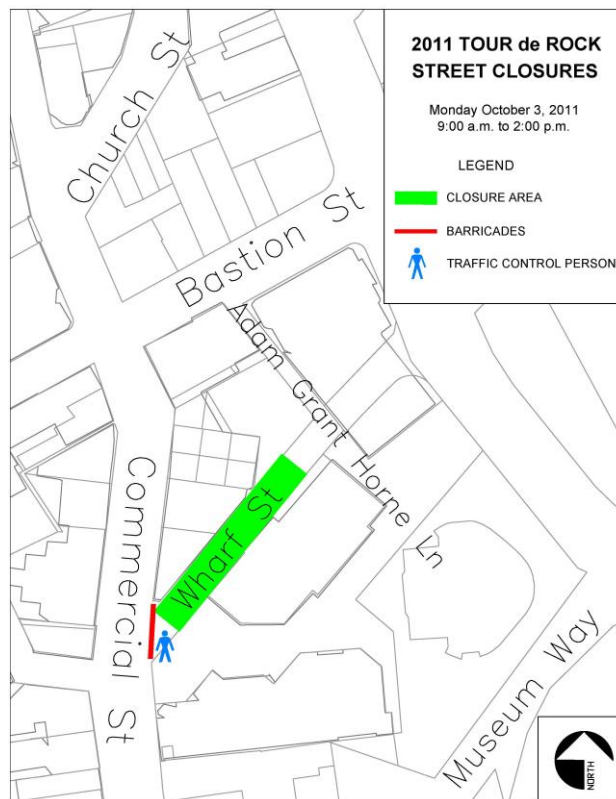 2011 TOUR de ROCK
STREET CLOSURES
Monday October 3, 2011
9:00 a.m. to 2:00 p.m.
LEGEND
CLOSURE AREA
BARRICADES
TRAFFIC CONTROL PERSON
Church St
Bastion St
Adam Grant Horne Ln
Wharf St
Commercial St
Museum Way
NORTH